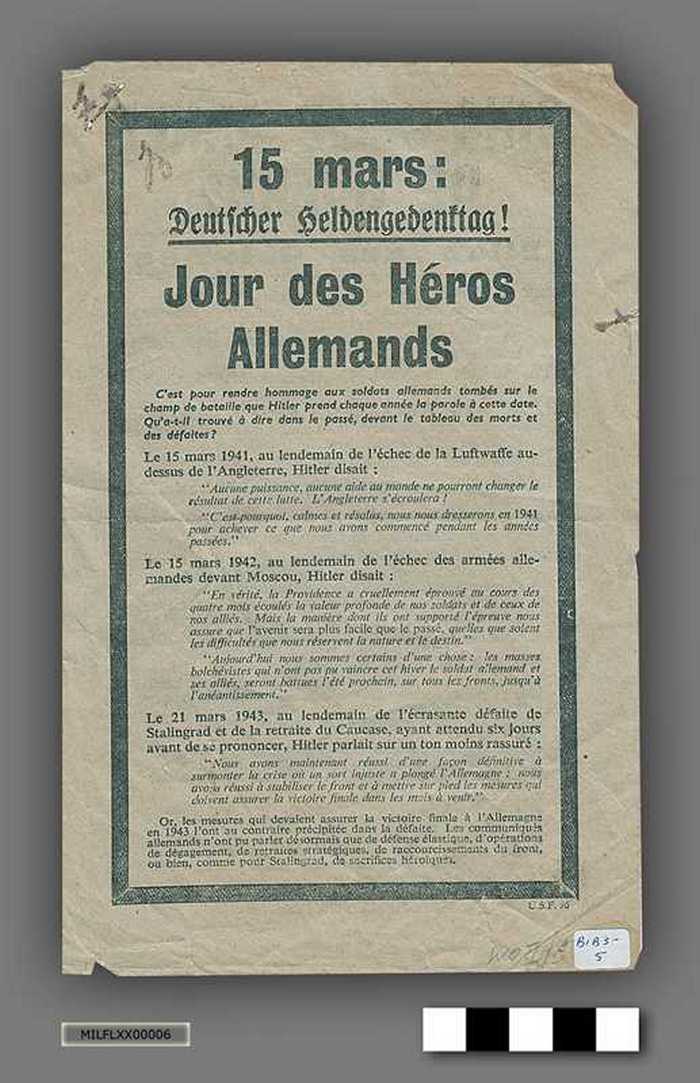 15 mars:
Deutscher Heldengedenktag!
Jour des Héros
Allemands
C'est pour rendre hommage aux soldats allemands tombés sur le
champ de bataille que Hitler prend chaque année la parole à cette date.
Qu'a-t-il trouvé à dire dans le passé, devant le tableau des morts et
des défaites?
Le 15 mars 1941, au lendemain de l'échec de la Luftwaffe au-
dessus de l'Angleterre, Hitler disait :
"Aucune puissance, aucune aide au monde ne pourront changer le
résultat de cette lutte. L'Angleterre s'écroulera!
"C'est pourquoi, calmes et résolus, nous nous dresserons en 1941
pour achever ce que nous avons commencé pendant les années
passées."
Le 15 mars 1942, au lendemain de l'échec des armées alle-
mandes devant Moscou, Hitler disait :
"En vérité, la Providence a cruellement éprouvé au cours des
quatre mois écoulés la valeur profonde de nos soldats et de ceux de
nos alliés. Mais la manière dont ils ont supporté l'épreuve nous
assure que l'avenir sera plus facile que le passé, quelles que soient
les difficultés que nous réservent la nature et le destin."
"Aujourd'hui nous sommes certains d'une chose : les masses
bolchévistes qui n'ont pas pu vaincre cet hiver le soldat allemand et
ses alliés, seront battues l'été prochain, sur tous les fronts, jusqu'à
l'anéantissement."
Le 21 mars 1943, au lendemain de l'écrasante défaite de
Stalingrad et de la retraite du Caucase, ayant attendu six jours
avant de se prononcer, Hitler parlait sur un ton moins rassuré :
"Nous avons maintenant réussi d'une façon définitive à
surmonter la crise où un sort injuste a plongé l'Allemagne ; nous
avons réussi à stabiliser le front et à mettre sur pied les mesures qui
doivent assurer la victoire finale dans les mois à venir."
Or, les mesures qui devaient assurer la victoire finale à l'Allemagne
en 1943 l'ont au contraire précipitée dans la défaite. Les communiqués
allemands n'ont pu parler désormais que de défense élastique, d'opérations
de dégagement, de retraites stratégiques, de raccourcissements du front,
ou bien, comme pour Stalingrad, de sacrifices héroïques.
U.S.F.
BIB3-
5
MILFLXX00006